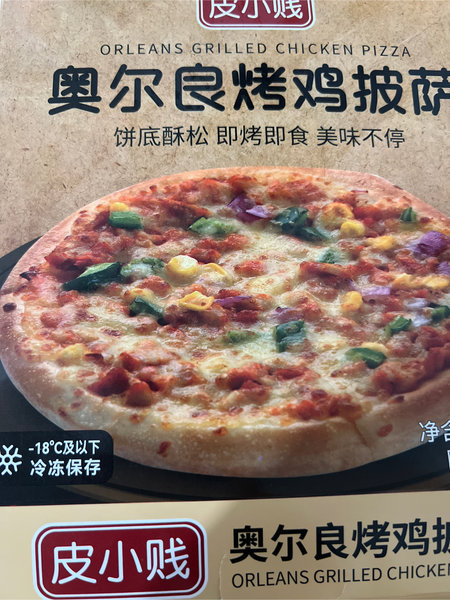 皮小贱
ORLEANS GRILLED CHICKEN PIZZA
奥尔良烤鸡披萨
饼底酥松 即烤即食 美味不停
净
-18°C及以下
冷冻保存
皮小贱
奥尔良烤鸡披
ORLEANS GRILLED CHICKEN